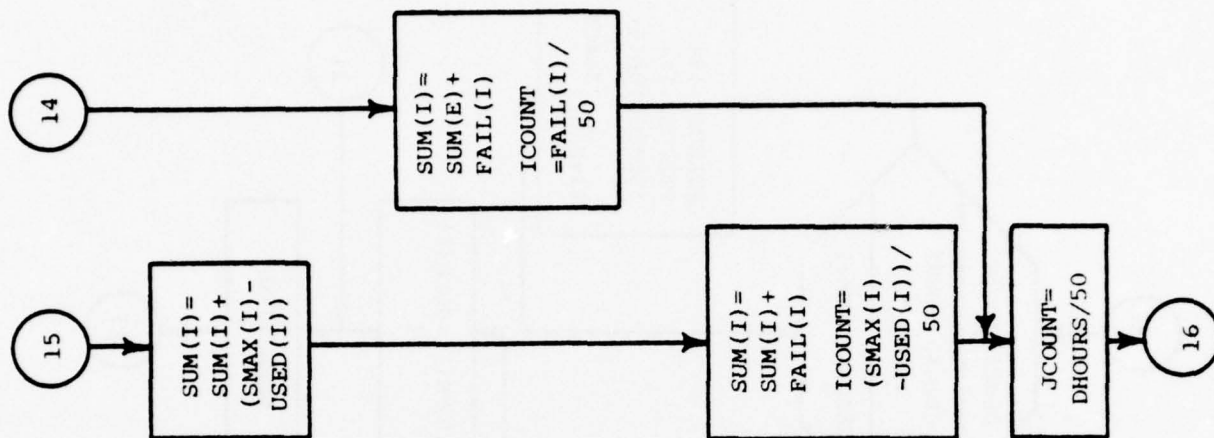 15
SUM(I)=
SUM(I)+
(SMAX(I)-
USED(I))
14
SUM(I)=
SUM(E)+
FAIL(I)
ICOUNT
=FAIL(I)/
50
SUM(I)=
SUM(I)+
FAIL(I)
ICOUNT=
(SMAX(I)
-USED(I))/
50
JCOUNT=
DHOURS/50
16